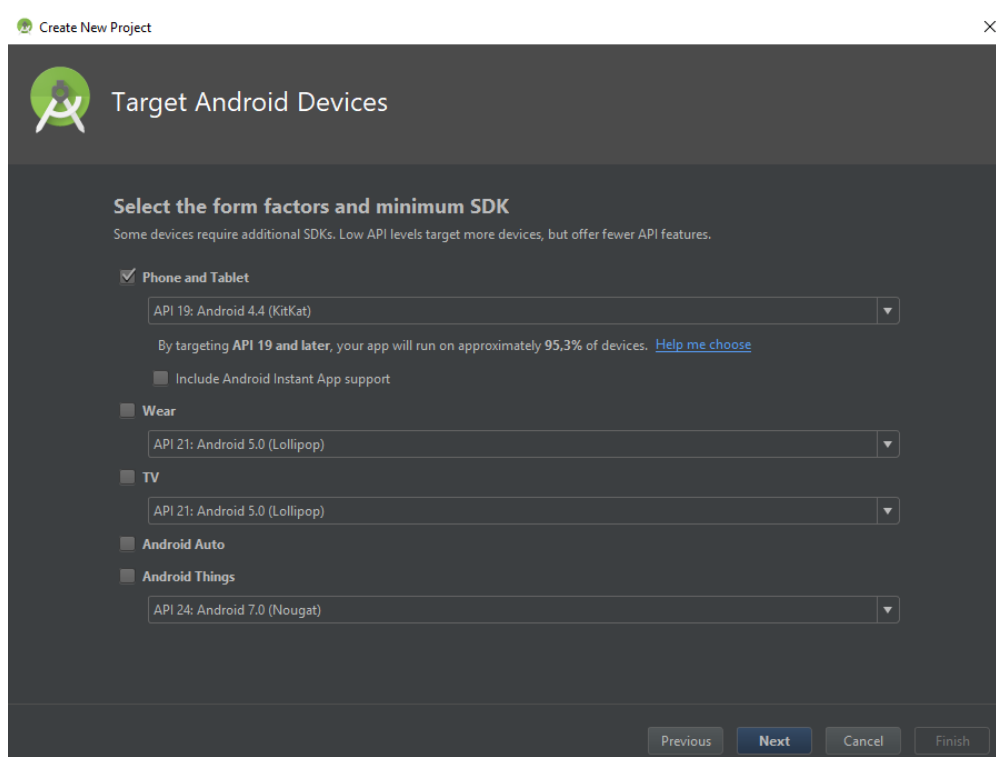 Create New Project
Target Android Devices
Select the form factors and minimum SDK
Some devices require additional SDKs. Low API levels target more devices, but offer fewer API features.
Phone and Tablet
API 19: Android 4.4 (KitKat)
By targeting API 19 and later, your app will run on approximately 95,3% of devices. Help me choose
Include Android Instant App support
Wear
API 21: Android 5.0 (Lollipop)
TV
API 21: Android 5.0 (Lollipop)
Android Auto
Android Things
API 24: Android 7.0 (Nougat)
Previous Next Cancel Finish